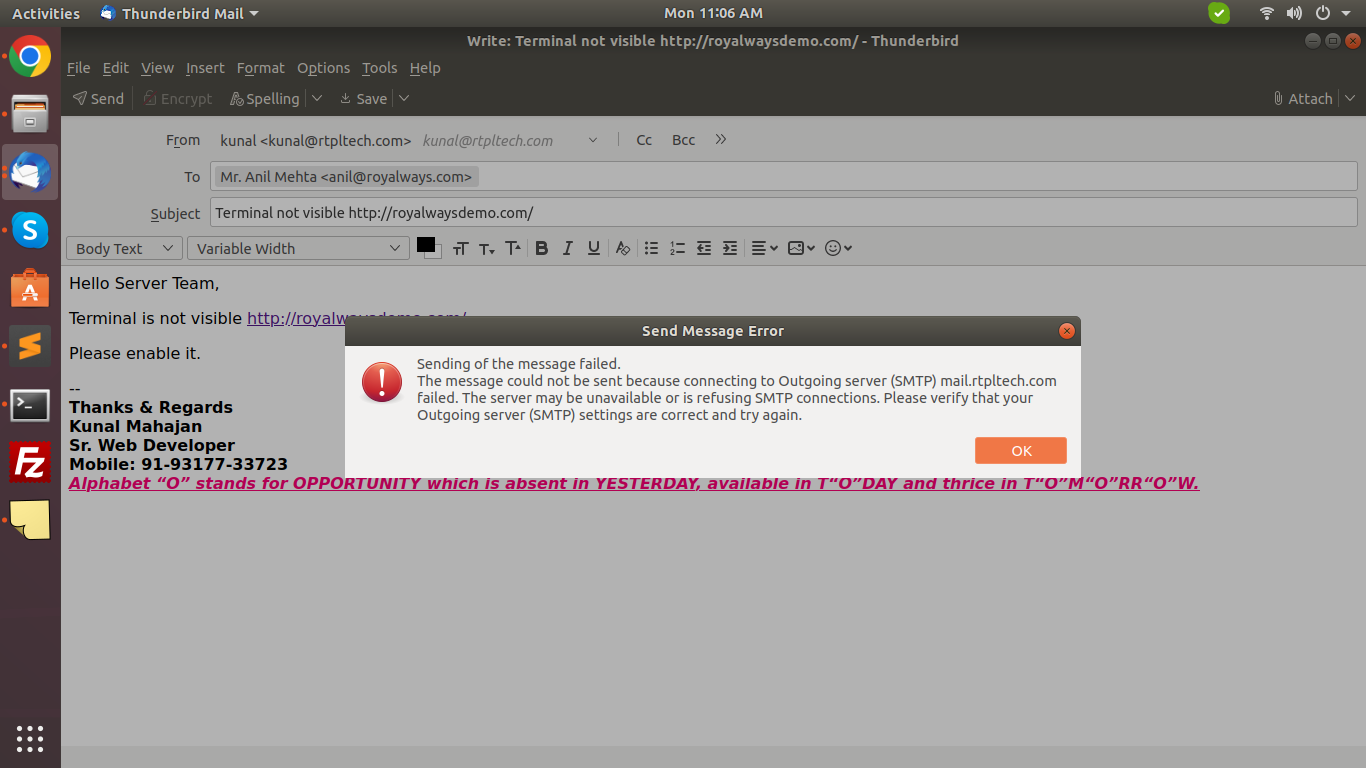 Activities Thunderbird Mail Mon 11:06 AM
Write: Terminal not visible http://royalwaysdemo.com/ - Thunderbird
File Edit View Insert Format Options Tools Help
Send Encrypt Spelling Save Attach
From kunal <kunal@rtpltech.com> kunal@rtpltech.com Cc Bcc
To Mr. Anil Mehta <anil@royalways.com>
Subject Terminal not visible http://royalwaysdemo.com/
Body Text Variable Width
Hello Server Team,
Terminal is not visible http://royalwaysdemo.com/
Please enable it.
--
Thanks & Regards
Kunal Mahajan
Sr. Web Developer
Mobile: 91-93177-33723
Alphabet “O” stands for OPPORTUNITY which is absent in YESTERDAY, available in T“O”DAY and thrice in T“O”M“O”RR“O”W.
Send Message Error
Sending of the message failed.
The message could not be sent because connecting to Outgoing server (SMTP) mail.rtpltech.com
failed. The server may be unavailable or is refusing SMTP connections. Please verify that your
Outgoing server (SMTP) settings are correct and try again.
OK